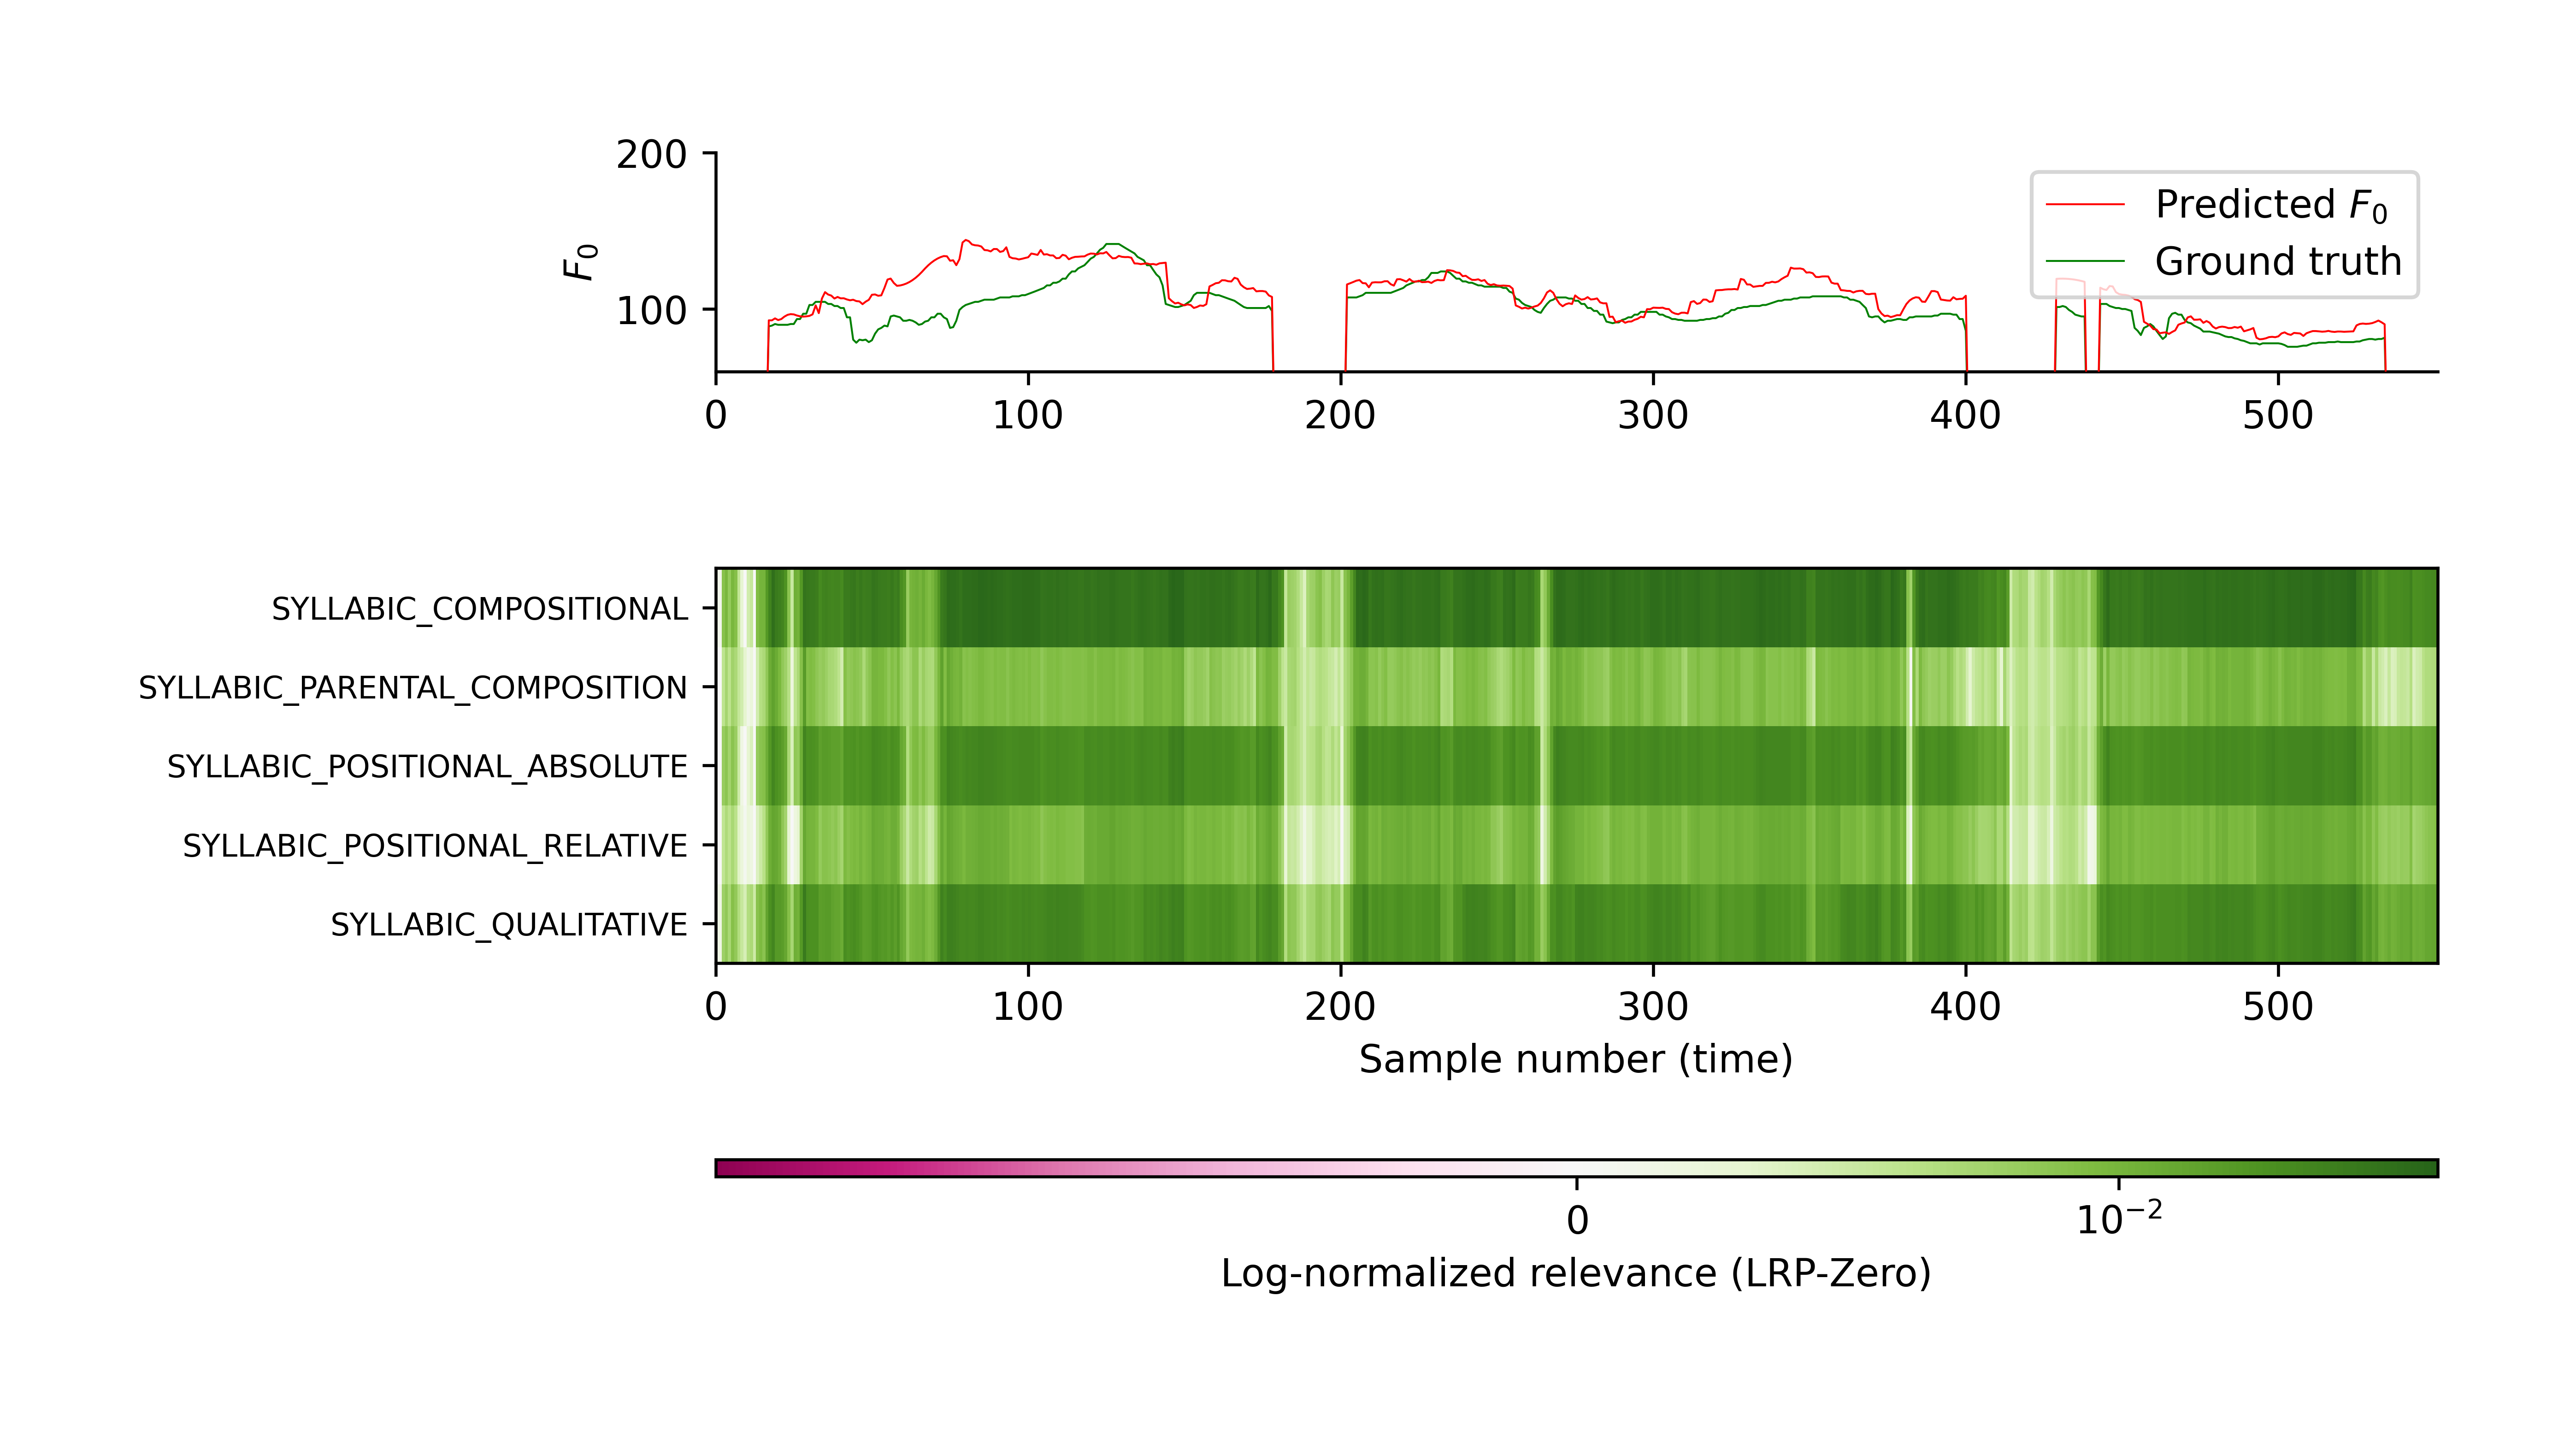 200
100
F₀
Predicted F₀
Ground truth
0 100 200 300 400 500
SYLLABIC_COMPOSITIONAL
SYLLABIC_PARENTAL_COMPOSITION
SYLLABIC_POSITIONAL_ABSOLUTE
SYLLABIC_POSITIONAL_RELATIVE
SYLLABIC_QUALITATIVE
0 100 200 300 400 500
Sample number (time)
0 10⁻²
Log-normalized relevance (LRP-Zero)